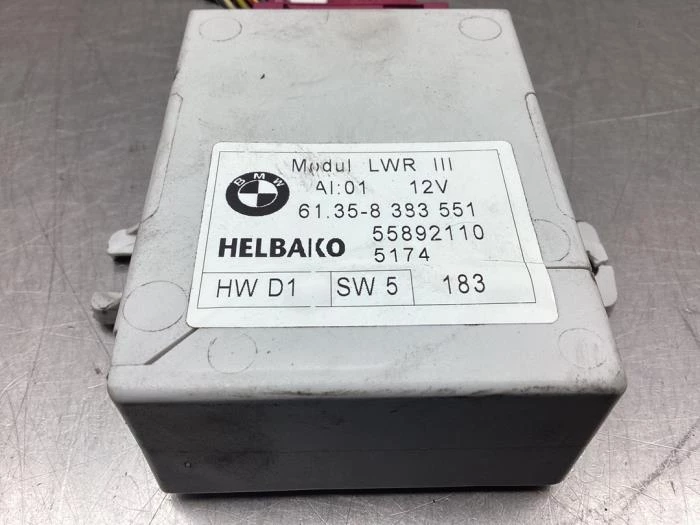 Modul LWR III
BMW
AI:01 12V
61.35-8 383 551
55892110
HELBAKO
5174
HW D1 SW 5 183